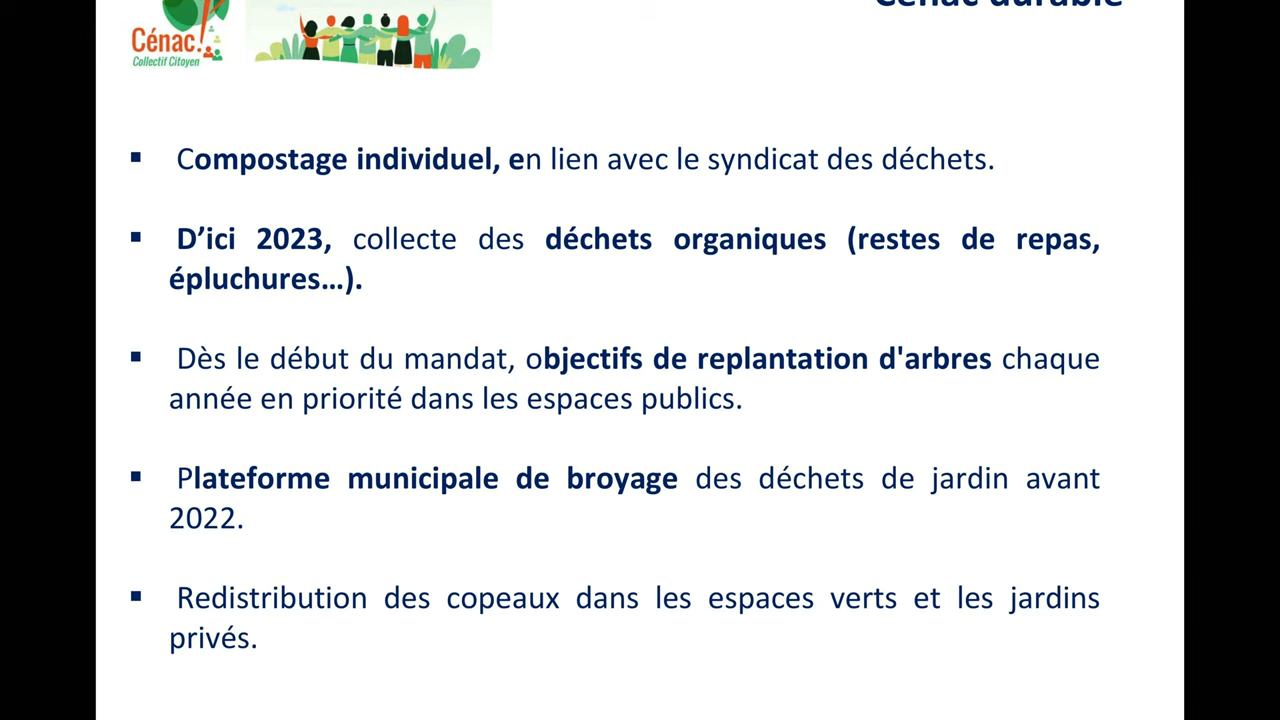 Cénac durable
Cénac!
Collectif Citoyen
▪ Compostage individuel, en lien avec le syndicat des déchets.
▪ D’ici 2023, collecte des déchets organiques (restes de repas,
épluchures…).
▪ Dès le début du mandat, objectifs de replantation d'arbres chaque
année en priorité dans les espaces publics.
▪ Plateforme municipale de broyage des déchets de jardin avant
2022.
▪ Redistribution des copeaux dans les espaces verts et les jardins
privés.